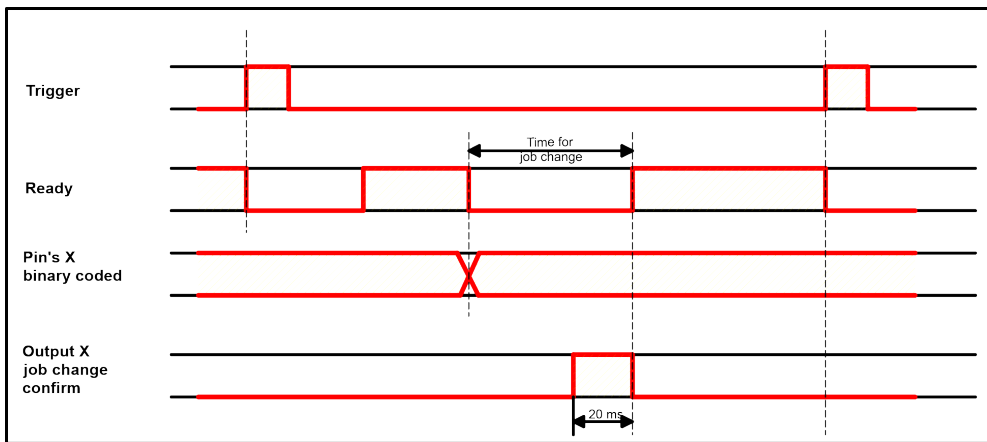 Trigger
Time for
job change
Ready
Pin's X
binary coded
Output X
job change
confirm
20 ms